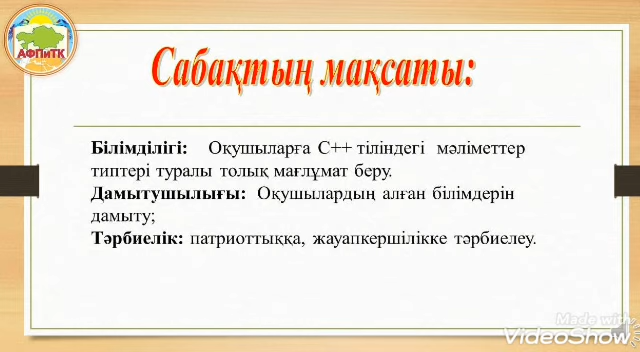 АФПиТК
Сабақтың мақсаты:
Білімділігі: Оқушыларға С++ тіліндегі мәліметтер
типтері туралы толық мағлұмат беру.
Дамытушылығы: Оқушылардың алған білімдерін
дамыту;
Тәрбиелік: патриоттыққа, жауапкершілікке тәрбиелеу.
Made with
VideoShow